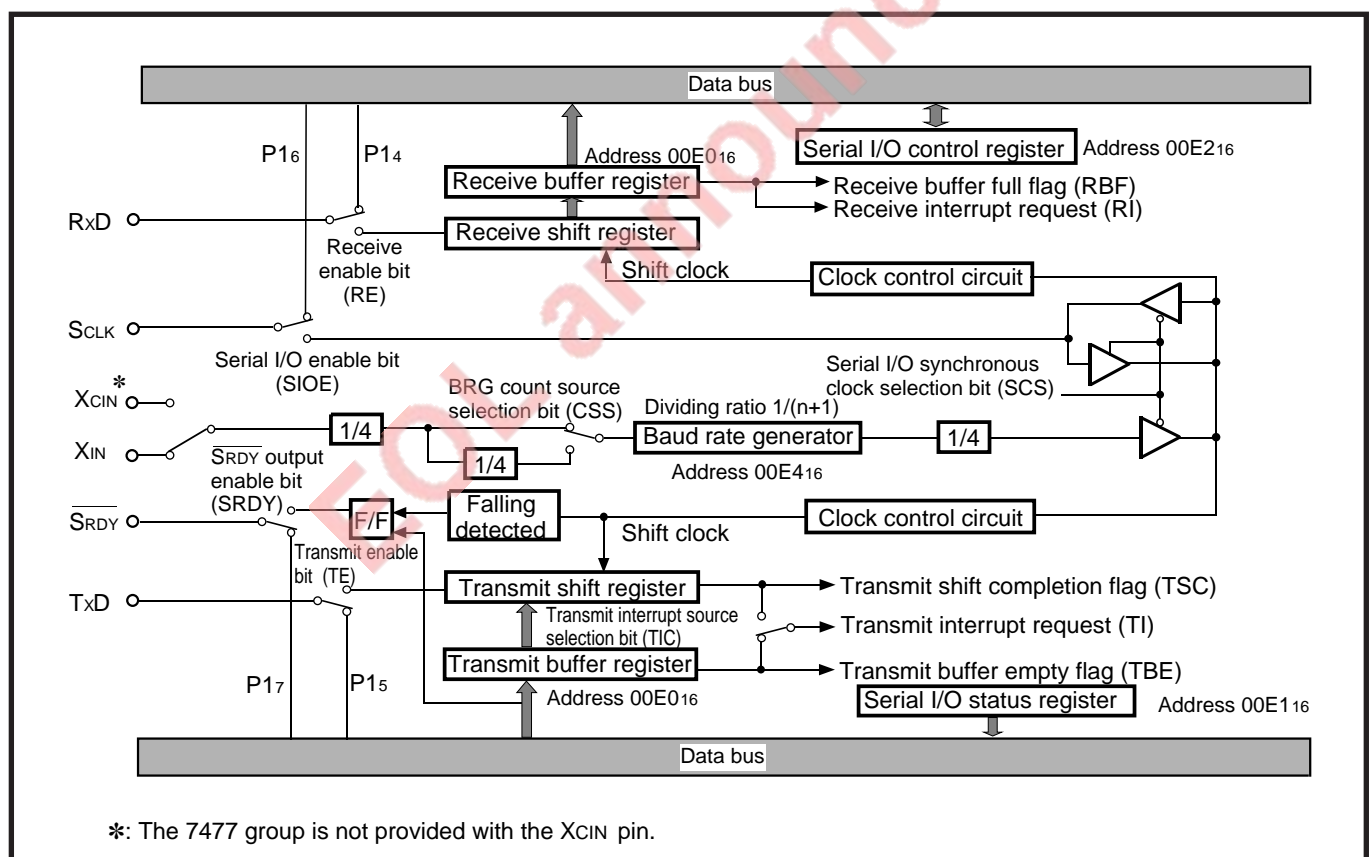 Data bus
P16
P14
Address 00E016
Serial I/O control register
Address 00E216
Receive buffer register
Receive buffer full flag (RBF)
Receive interrupt request (RI)
RXD
Receive shift register
Receive
enable bit
(RE)
Shift clock
Clock control circuit
SCLK
Serial I/O enable bit
(SIOE)
Serial I/O synchronous
clock selection bit (SCS)
XCIN *
BRG count source
selection bit (CSS)
Dividing ratio 1/(n+1)
XIN
1/4
Baud rate generator
1/4
1/4
Address 00E416
SRDY output
enable bit
(SRDY)
SRDY
F/F
Falling
detected
Clock control circuit
Shift clock
Transmit enable
bit (TE)
TXD
Transmit shift register
Transmit shift completion flag (TSC)
Transmit interrupt source
selection bit (TIC)
Transmit interrupt request (TI)
Transmit buffer register
Transmit buffer empty flag (TBE)
P17
P15
Address 00E016
Serial I/O status register
Address 00E116
Data bus
*: The 7477 group is not provided with the XCIN pin.
EOL announ